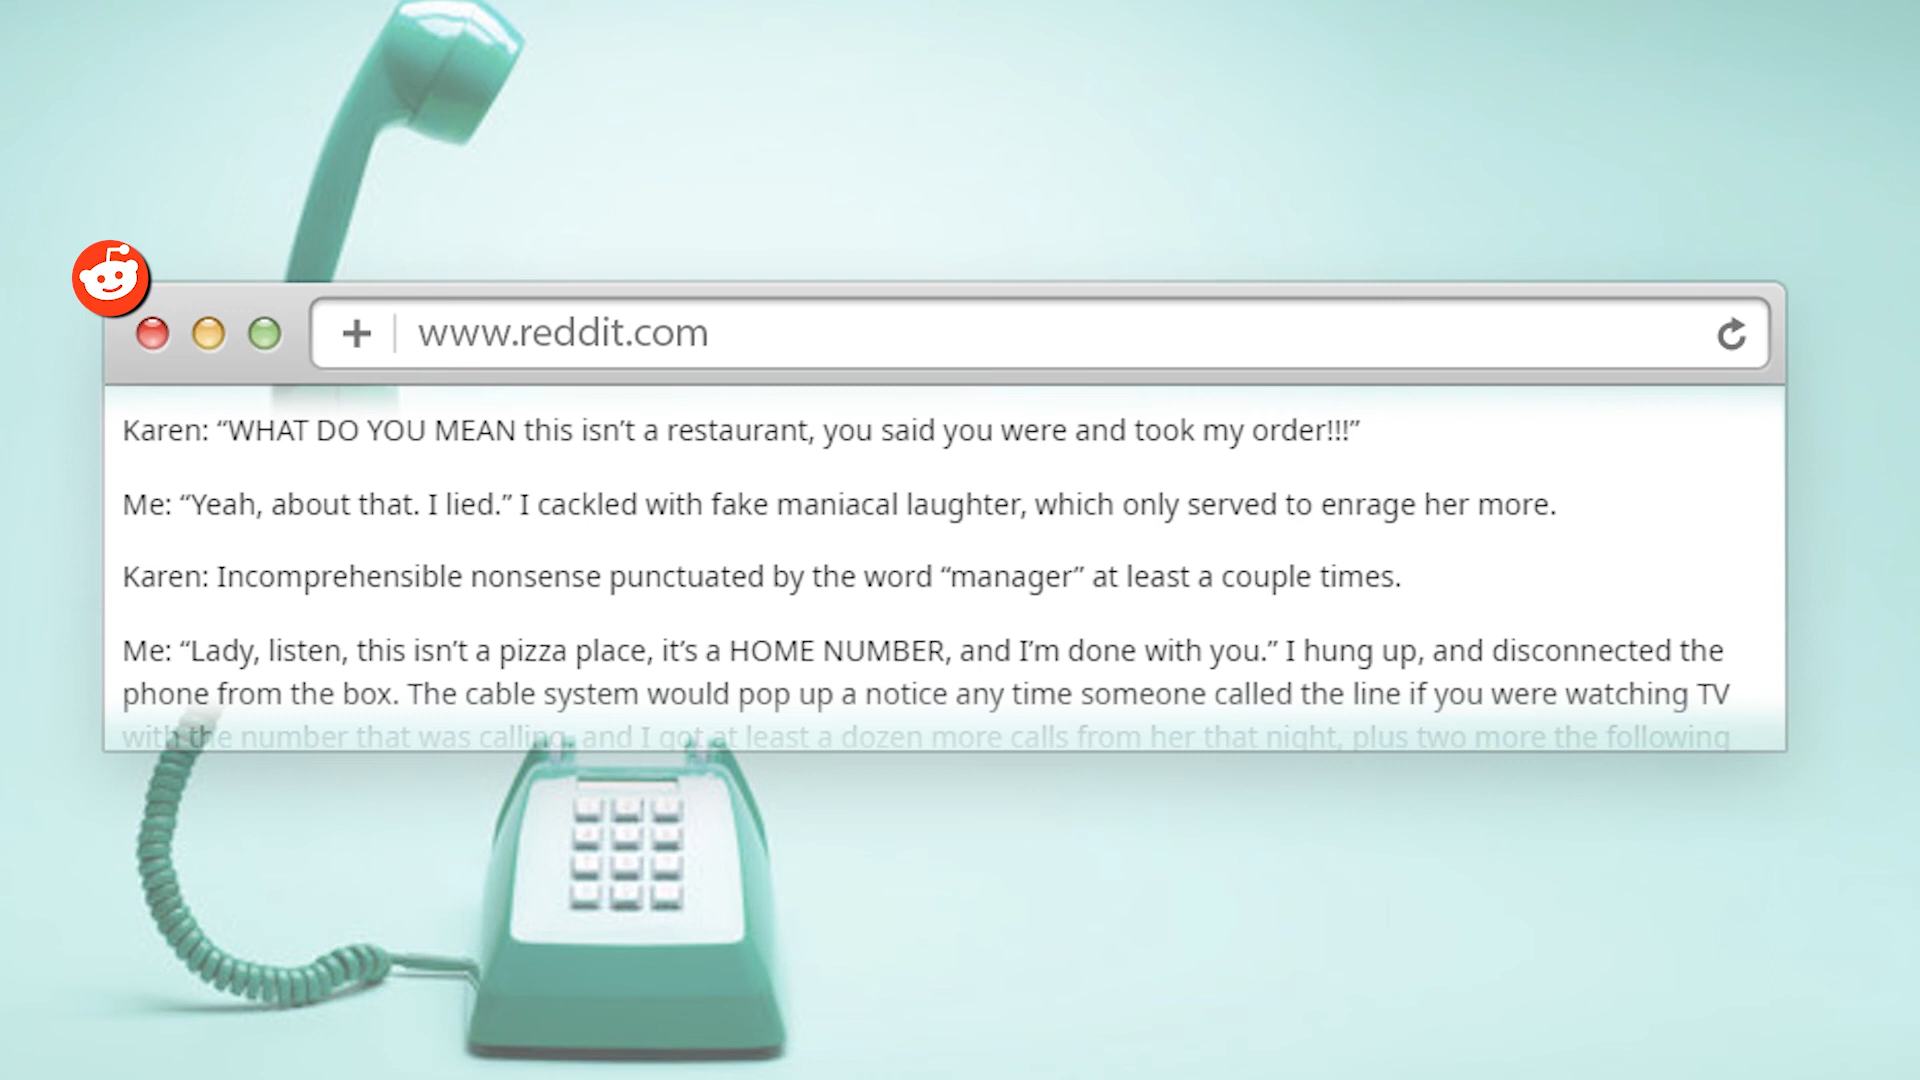 www.reddit.com
Karen: “WHAT DO YOU MEAN this isn’t a restaurant, you said you were and took my order!!!”
Me: “Yeah, about that. I lied.” I cackled with fake maniacal laughter, which only served to enrage her more.
Karen: Incomprehensible nonsense punctuated by the word “manager” at least a couple times.
Me: “Lady, listen, this isn’t a pizza place, it’s a HOME NUMBER, and I’m done with you.” I hung up, and disconnected the
phone from the box. The cable system would pop up a notice any time someone called the line if you were watching TV
with the number that was calling, and I got at least a dozen more calls from her that night, plus two more the following